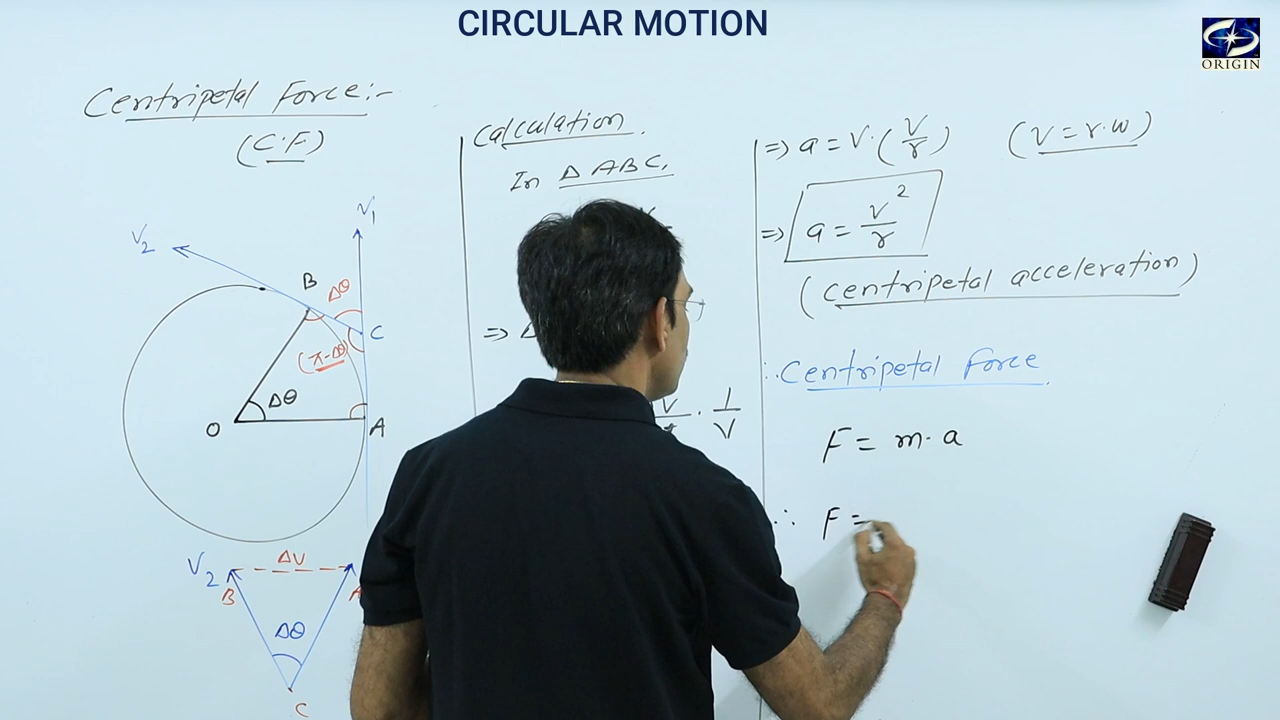 CIRCULAR MOTION
ORIGIN
Centripetal Force:-
(C.F)
V₁
V₂
B
Δθ
C
(π-Δθ)
Δθ
O
A
ΔV
V₂
B
A
Δθ
C
Calculation
In Δ ABC,
=>
V/ . 1/V
=> a = V.(V/r) (V = r.w)
=> a = V²/r
(centripetal acceleration)
∴ Centripetal Force
F = m.a
∴ F =